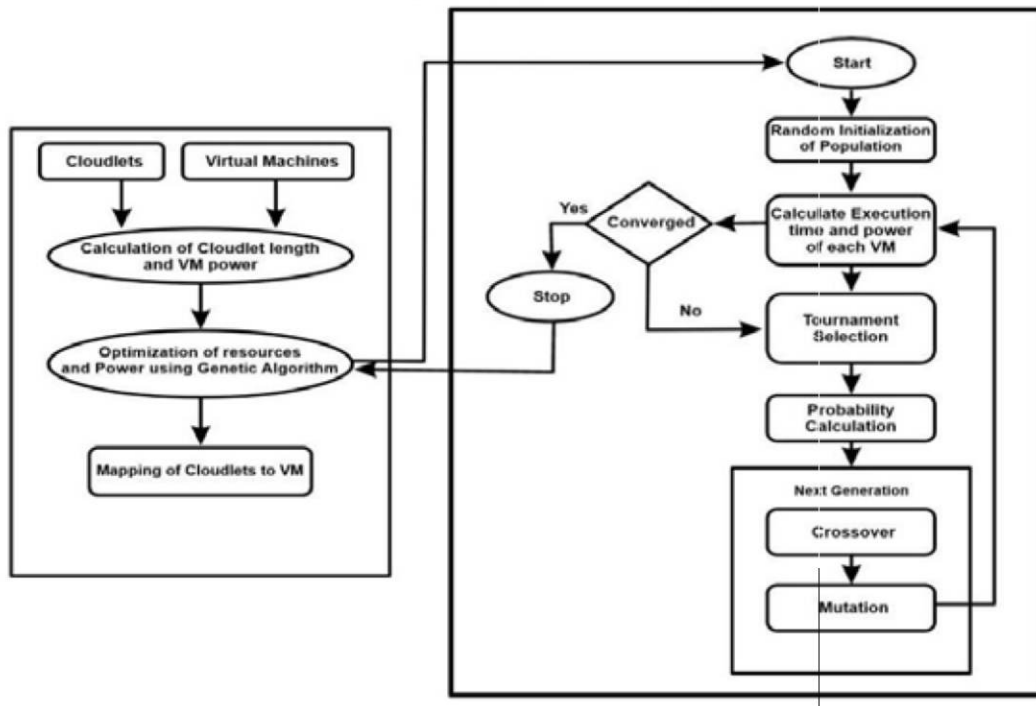 Start
Random Initialization
of Population
Cloudlets
Virtual Machines
Calculation of Cloudlet length
and VM power
Optimization of resources
and Power using Genetic Algorithm
Mapping of Cloudlets to VM
Calculate Execution
time and power
of each VM
Converged
Yes
Stop
No
Tournament
Selection
Probability
Calculation
Next Generation
Crossover
Mutation